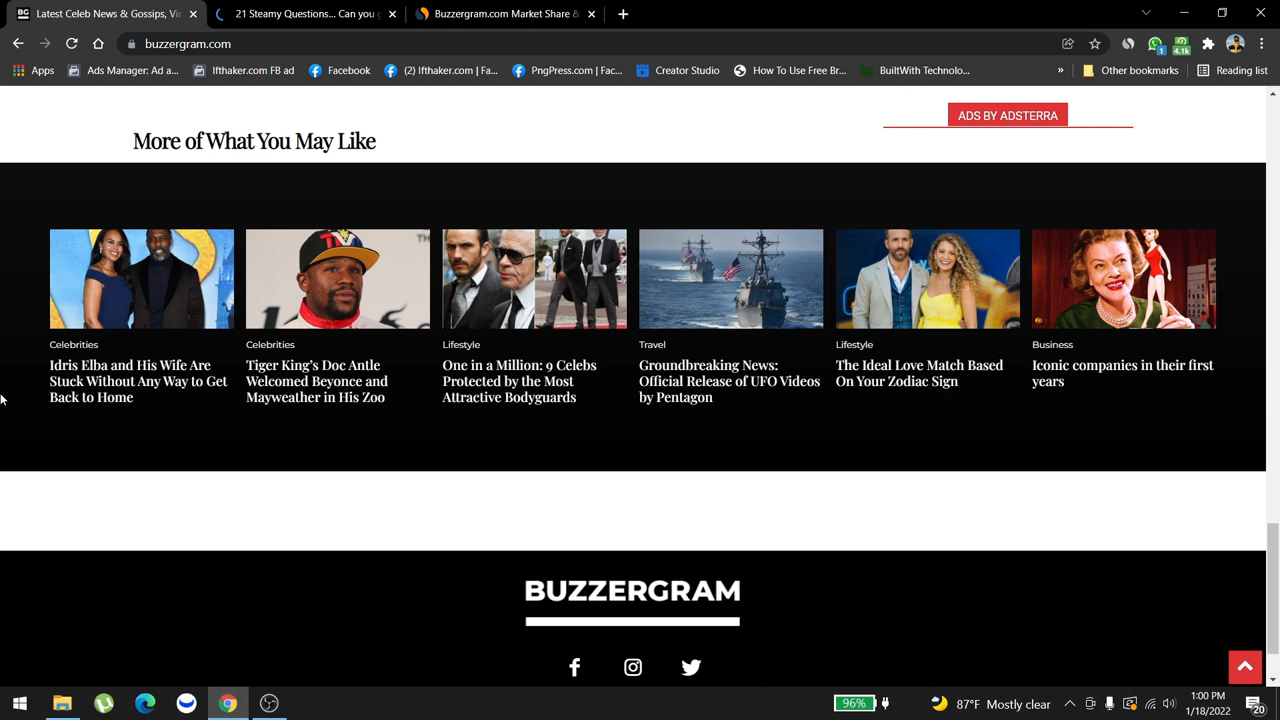 Latest Celeb News & Gossips, Vir
21 Steamy Questions... Can you g
Buzzergram.com Market Share &
buzzergram.com
1
4.1k
Apps
Ads Manager: Ad a...
Ifthaker.com FB ad
Facebook
(2) Ifthaker.com | Fa...
PngPress.com | Fac...
Creator Studio
How To Use Free Br...
BuiltWith Technolo...
»
Other bookmarks
Reading list
ADS BY ADSTERRA
More of What You May Like
Celebrities
Idris Elba and His Wife Are
Stuck Without Any Way to Get
Back to Home
Celebrities
Tiger King's Doc Antle
Welcomed Beyonce and
Mayweather in His Zoo
Lifestyle
One in a Million: 9 Celebs
Protected by the Most
Attractive Bodyguards
Travel
Groundbreaking News:
Official Release of UFO Videos
by Pentagon
Lifestyle
The Ideal Love Match Based
On Your Zodiac Sign
Business
Iconic companies in their first
years
BUZZERGRAM
96%
87°F Mostly clear
1:00 PM
1/18/2022
20